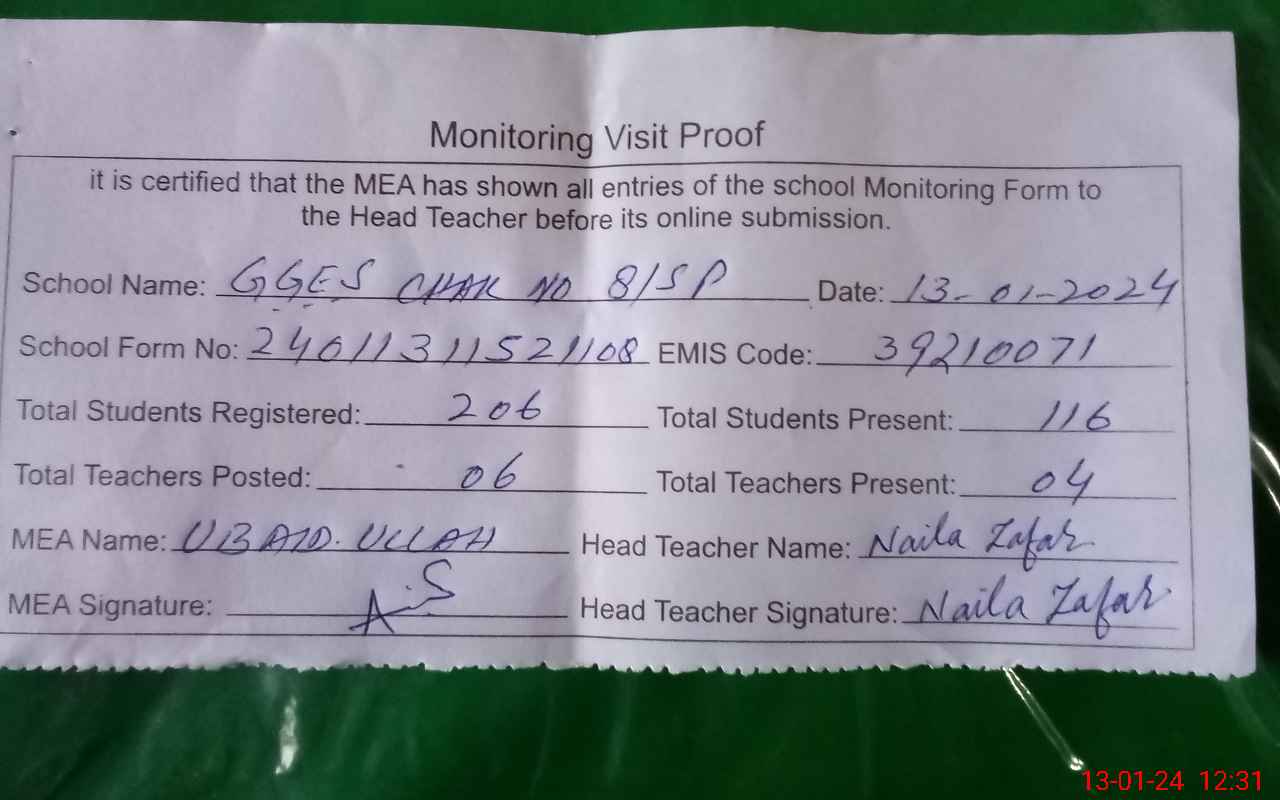 Monitoring Visit Proof
it is certified that the MEA has shown all entries of the school Monitoring Form to
the Head Teacher before its online submission.
School Name: GGES CHAK NO 8/SP Date: 13-01-2024
School Form No: 24011311521108 EMIS Code: 39210071
Total Students Registered: 206 Total Students Present: 116
Total Teachers Posted: 06 Total Teachers Present: 04
MEA Name: UBAID. ULLAH Head Teacher Name: Naila Zafar
MEA Signature: Head Teacher Signature: Naila Zafar
13-01-24 12:31